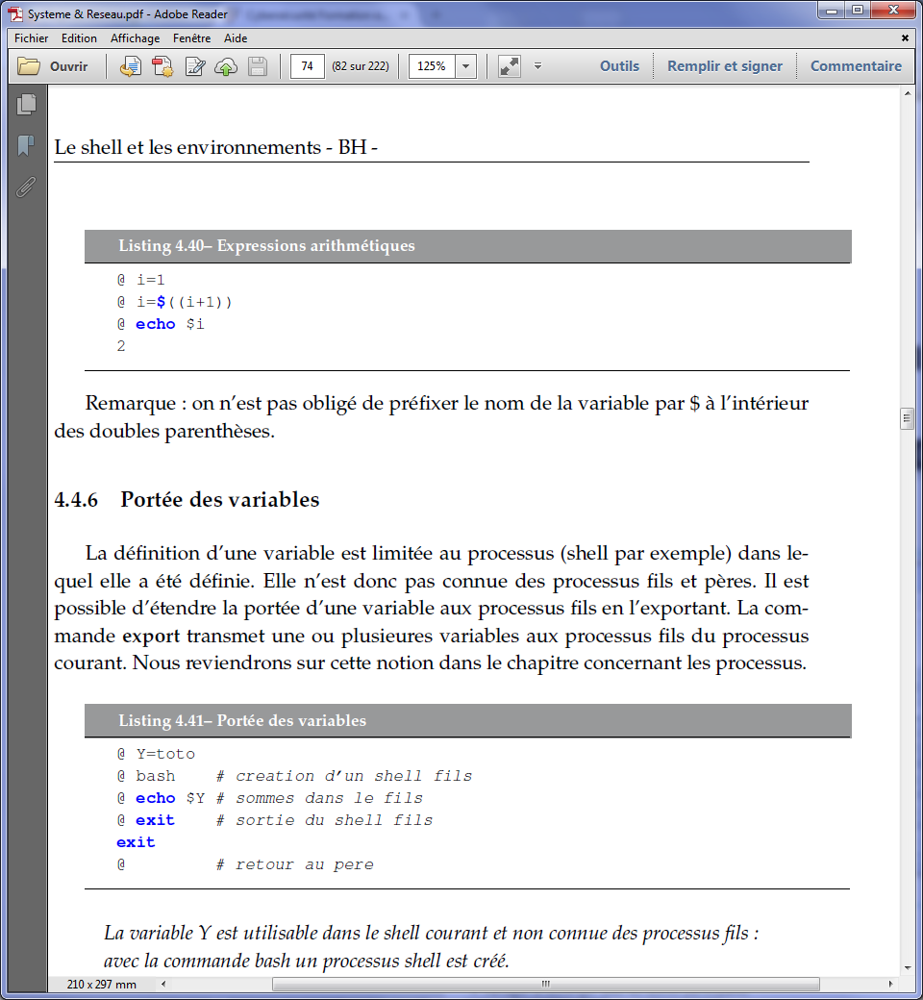 Systeme & Reseau.pdf - Adobe Reader
Fichier Edition Affichage Fenêtre Aide
Ouvrir 74 (82 sur 222) 125% Outils Remplir et signer Commentaire
Le shell et les environnements - BH -
Listing 4.40– Expressions arithmétiques
@ i=1
@ i=$((i+1))
@ echo $i
2
Remarque : on n'est pas obligé de préfixer le nom de la variable par $ à l'intérieur
des doubles parenthèses.
4.4.6 Portée des variables
La définition d'une variable est limitée au processus (shell par exemple) dans le-
quel elle a été définie. Elle n'est donc pas connue des processus fils et pères. Il est
possible d'étendre la portée d'une variable aux processus fils en l'exportant. La com-
mande export transmet une ou plusieures variables aux processus fils du processus
courant. Nous reviendrons sur cette notion dans le chapitre concernant les processus.
Listing 4.41– Portée des variables
@ Y=toto
@ bash # creation d'un shell fils
@ echo $Y # sommes dans le fils
@ exit # sortie du shell fils
exit
@ # retour au pere
La variable Y est utilisable dans le shell courant et non connue des processus fils :
avec la commande bash un processus shell est créé.
210 x 297 mm